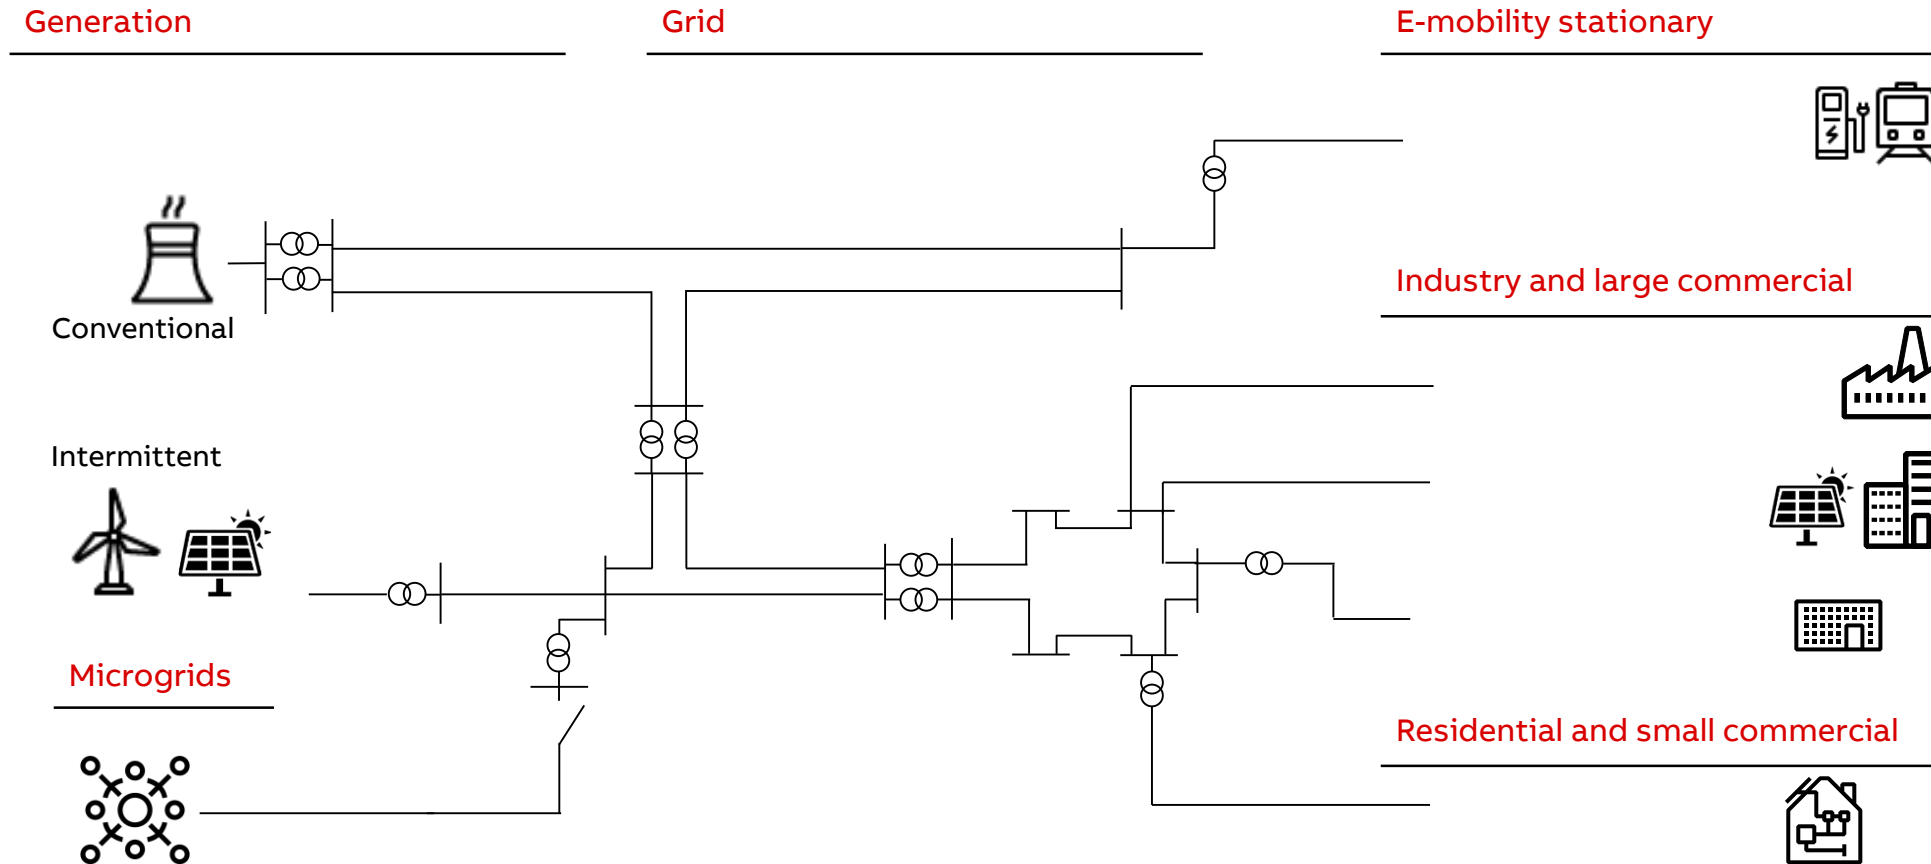 Generation
Grid
E-mobility stationary
Conventional
Industry and large commercial
Intermittent
Microgrids
Residential and small commercial